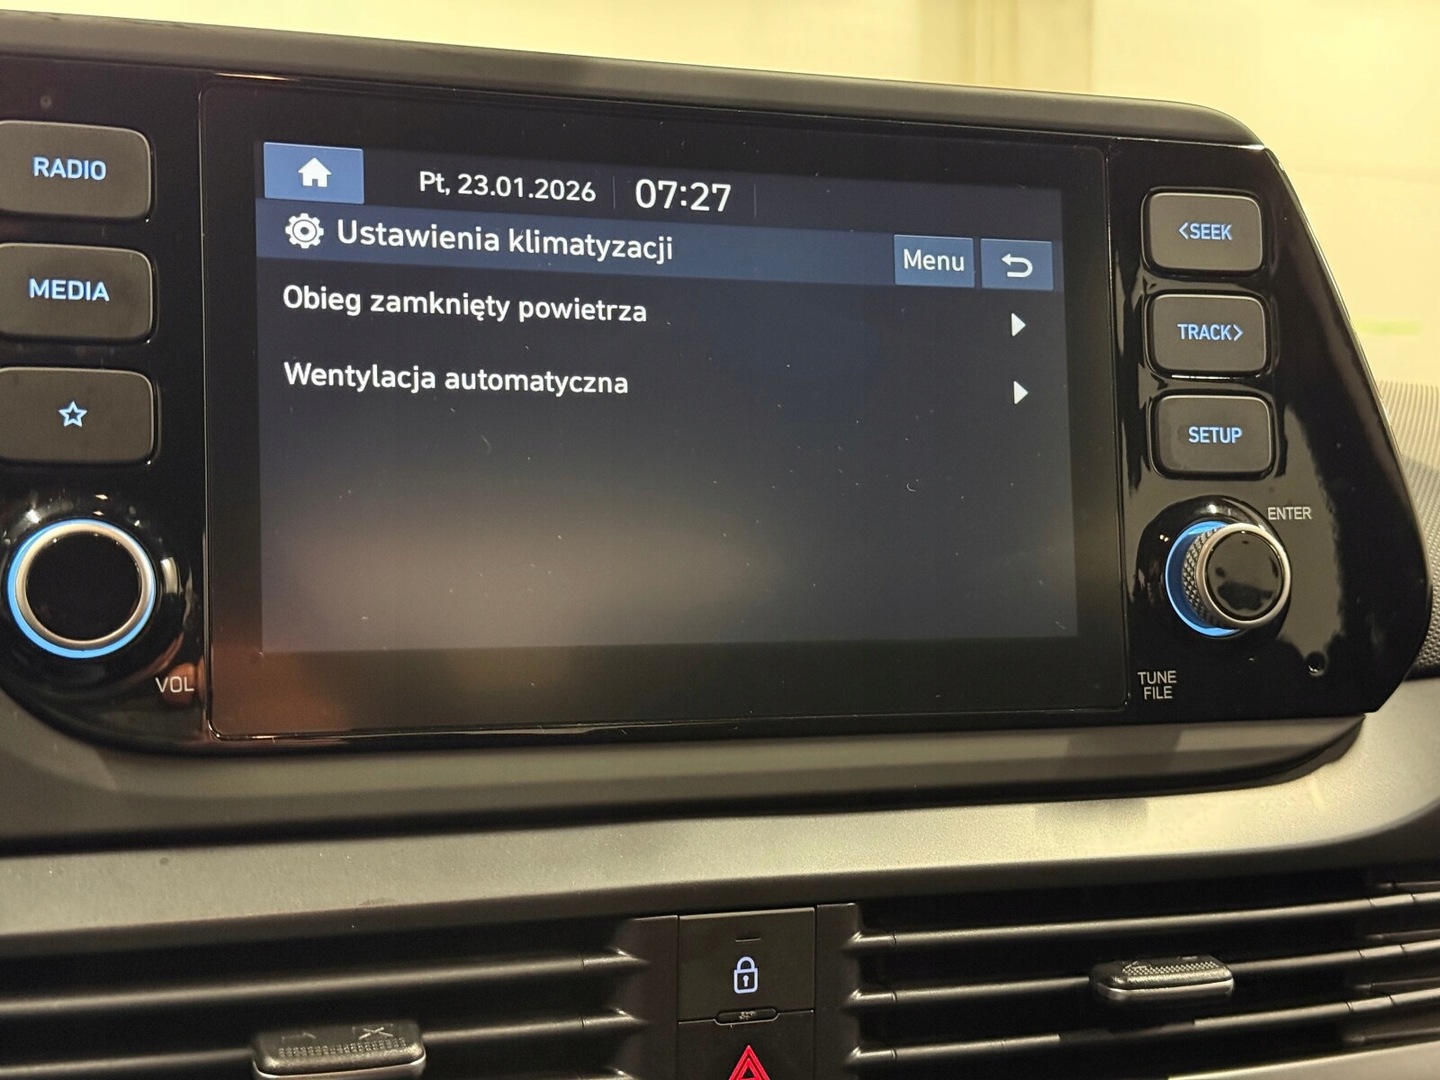 RADIO
MEDIA
VOL
Pt, 23.01.2026 07:27
Ustawienia klimatyzacji
Menu
Obieg zamknięty powietrza
Wentylacja automatyczna
<SEEK
TRACK>
SETUP
ENTER
TUNE
FILE